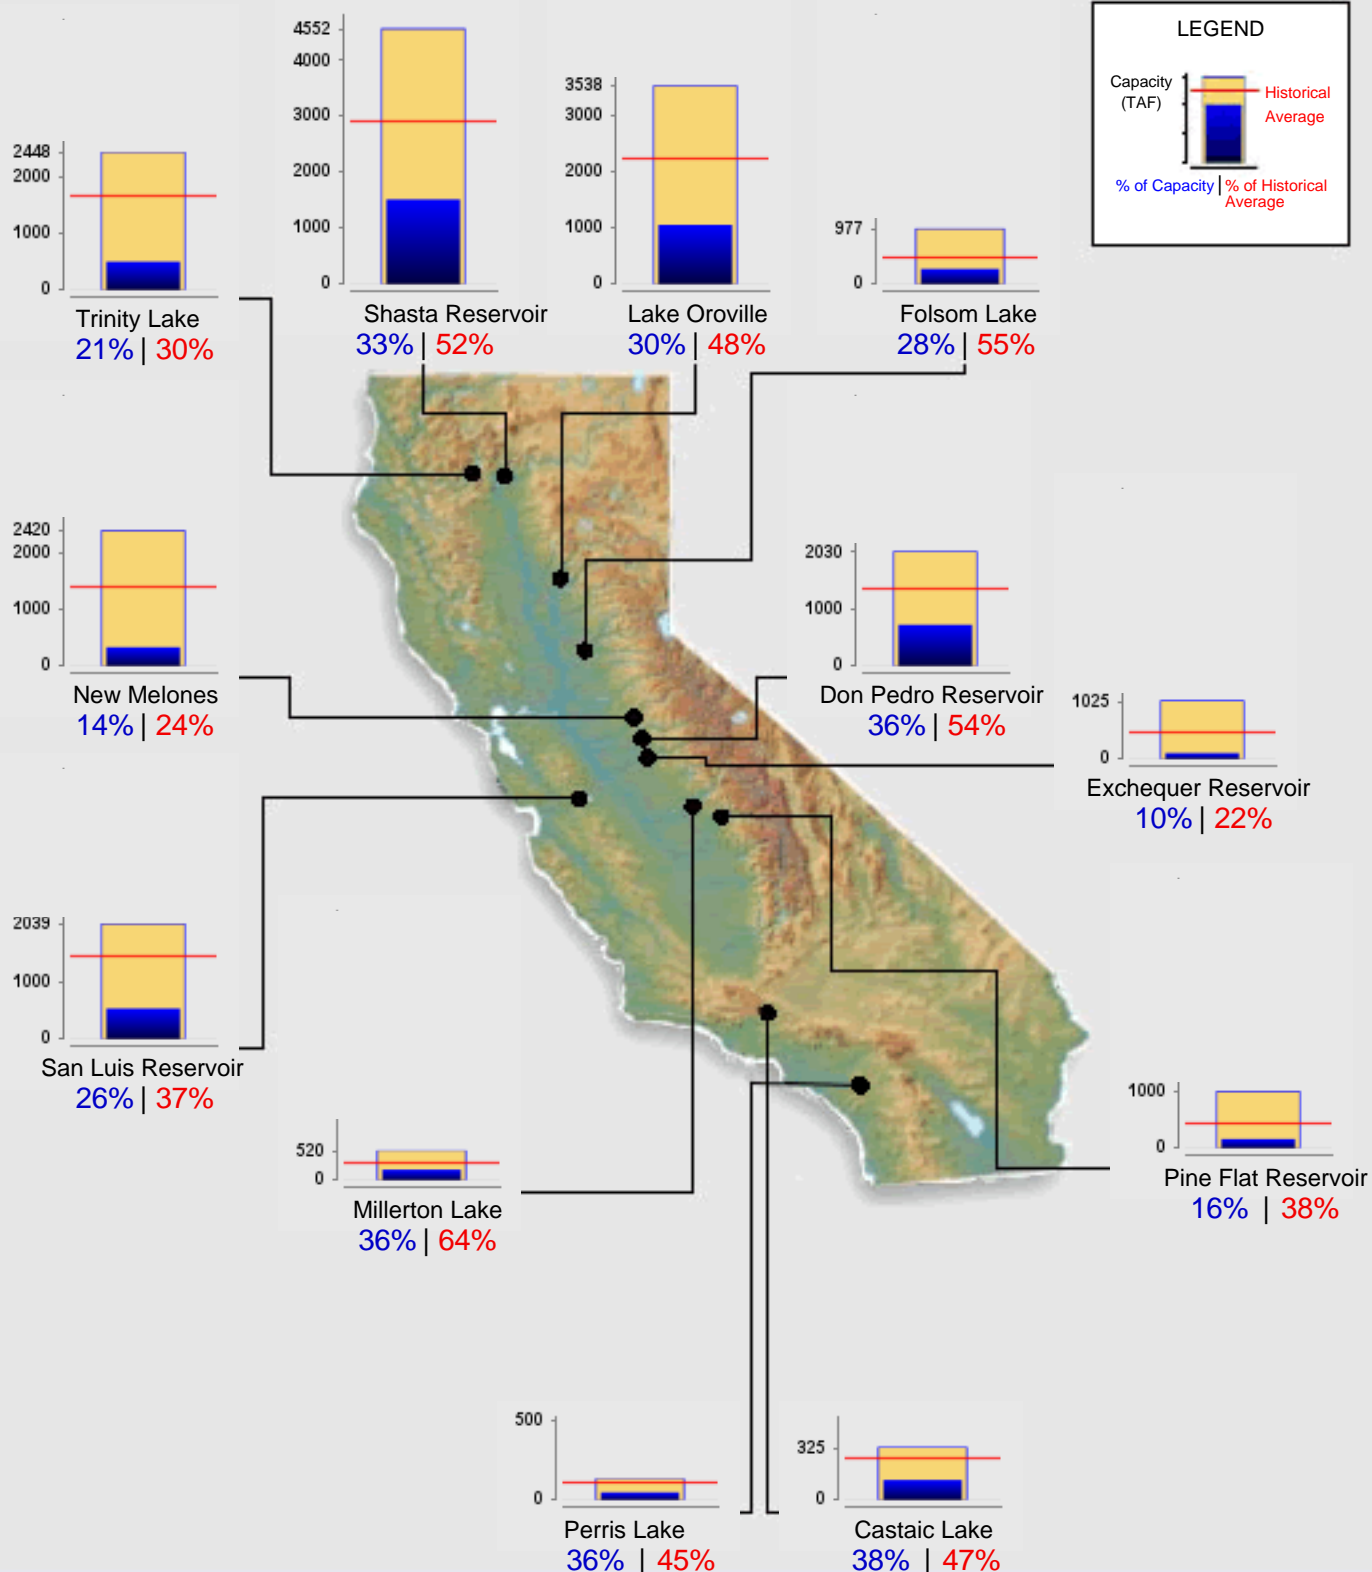 LEGEND
Capacity
(TAF)
Historical
Average
% of Capacity | % of Historical
Average
2448
2000
1000
0
Trinity Lake
21% | 30%
4552
4000
3000
2000
1000
0
Shasta Reservoir
33% | 52%
3538
3000
2000
1000
0
Lake Oroville
30% | 48%
977
0
Folsom Lake
28% | 55%
2420
2000
1000
0
New Melones
14% | 24%
2030
1000
0
Don Pedro Reservoir
36% | 54%
1025
0
Exchequer Reservoir
10% | 22%
2039
1000
0
San Luis Reservoir
26% | 37%
520
0
Millerton Lake
36% | 64%
1000
0
Pine Flat Reservoir
16% | 38%
500
0
Perris Lake
36% | 45%
325
0
Castaic Lake
38% | 47%